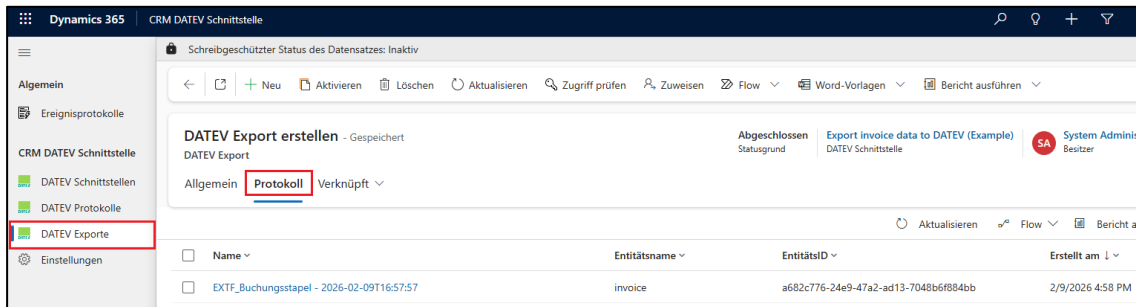 Dynamics 365 CRM DATEV Schnittstelle
Schreibgeschützter Status des Datensatzes: Inaktiv
Algemein
Ereignisprotokolle
CRM DATEV Schnittstelle
DATEV Schnittstellen
DATEV Protokolle
DATEV Exporte
Einstellungen
Neu Aktivieren Löschen Aktualisieren Zugriff prüfen Zuweisen Flow Word-Vorlagen Bericht ausführen
DATEV Export erstellen - Gespeichert
DATEV Export
Abgeschlossen
Statusgrund
Export invoice data to DATEV (Example)
DATEV Schnittstelle
SA
System Adminis
Besitzer
Allgemein Protokoll Verknüpft
Aktualisieren Flow Bericht a
Name Entitätsname EntitätsID Erstellt am
EXTF_Buchungsstapel - 2026-02-09T16:57:57 invoice a682c776-24e9-47a2-ad13-7048b6f884bb 2/9/2026 4:58 PM